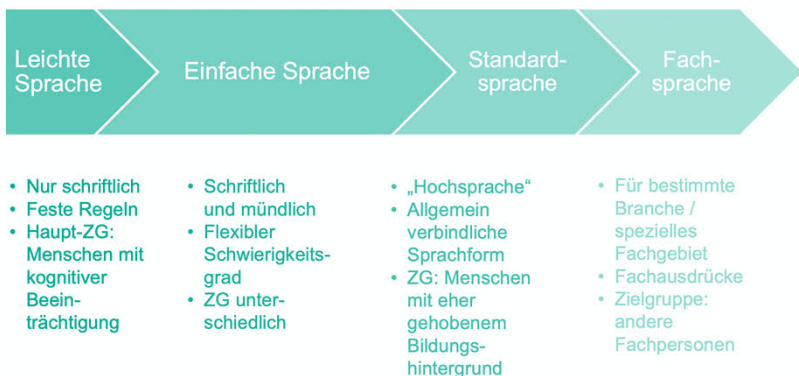 Leichte
Sprache
Einfache Sprache
Standard-
sprache
Fach-
sprache
• Nur schriftlich
• Feste Regeln
• Haupt-ZG:
Menschen mit
kognitiver
Beein-
trächtigung
• Schriftlich
und mündlich
• Flexibler
Schwierigkeits-
grad
• ZG unter-
schiedlich
• „Hochsprache“
• Allgemein
verbindliche
Sprachform
• ZG: Menschen
mit eher
gehobenem
Bildungs-
hintergrund
• Für bestimmte
Branche /
spezielles
Fachgebiet
• Fachausdrücke
• Zielgruppe:
andere
Fachpersonen